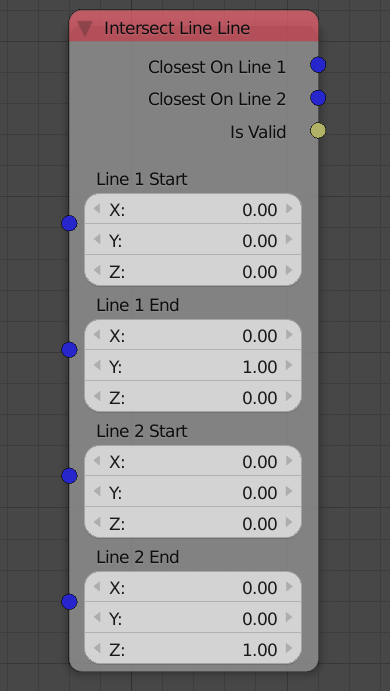 Intersect Line Line
Closest On Line 1
Closest On Line 2
Is Valid
Line 1 Start
X: 0.00
Y: 0.00
Z: 0.00
Line 1 End
X: 0.00
Y: 1.00
Z: 0.00
Line 2 Start
X: 0.00
Y: 0.00
Z: 0.00
Line 2 End
X: 0.00
Y: 0.00
Z: 1.00